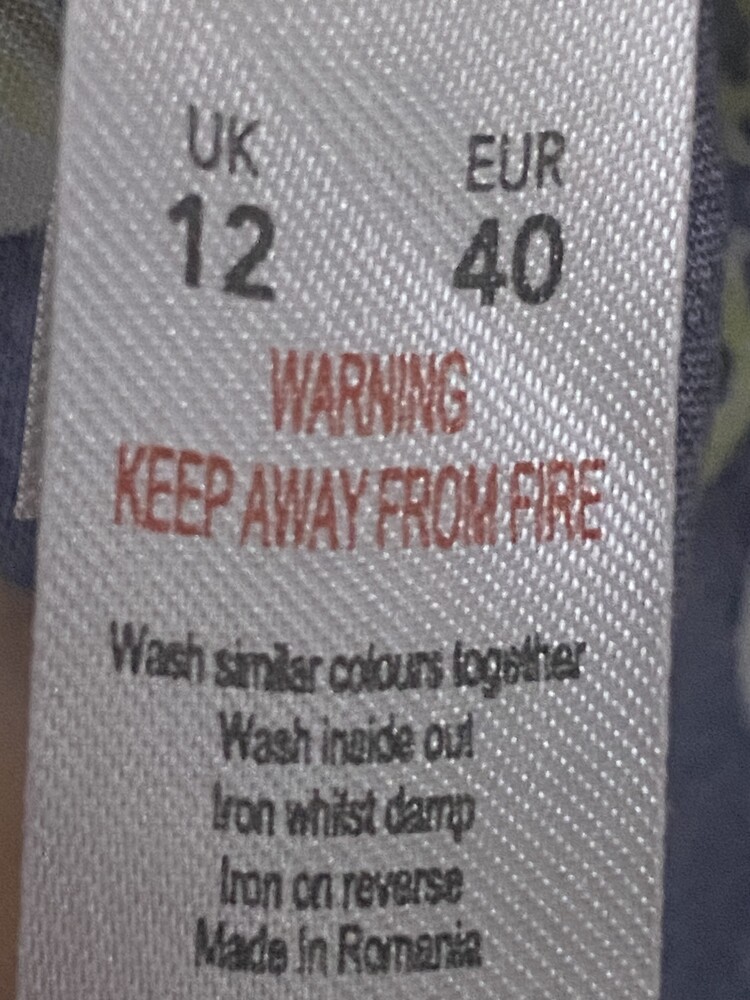 UK EUR
12 40
WARNING
KEEP AWAY FROM FIRE
Wash similar colours together
Wash inside out
Iron whilst damp
Iron on reverse
Made In Romania